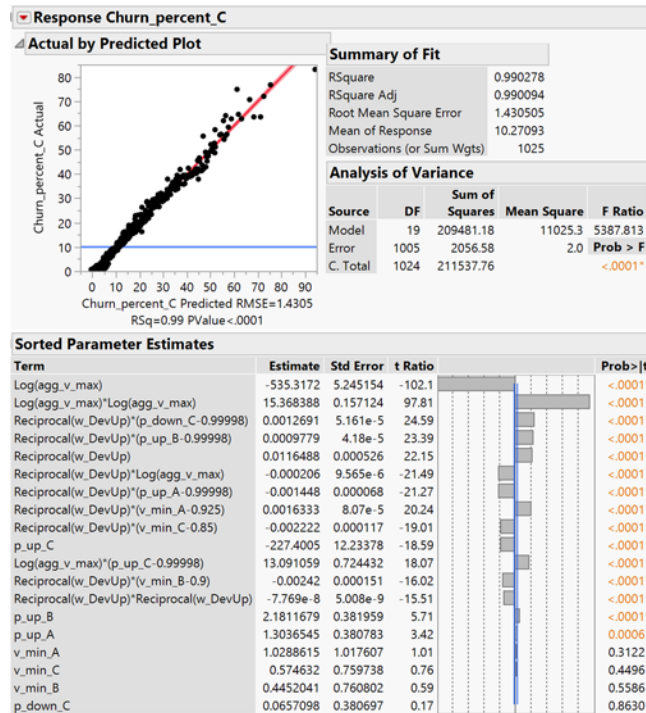 Response Churn_percent_C
Actual by Predicted Plot
Churn_percent_C Actual
80
70
60
50
40
30
20
10
0
0 10 20 30 40 50 60 70 80 90
Churn_percent_C Predicted RMSE=1.4305
RSq=0.99 PValue<.0001
Summary of Fit
RSquare 0.990278
RSquare Adj 0.990094
Root Mean Square Error 1.430505
Mean of Response 10.27093
Observations (or Sum Wgts) 1025
Analysis of Variance
Sum of
Source DF Squares Mean Square F Ratio
Model 19 209481.18 11025.3 5387.813
Error 1005 2056.58 2.0 Prob > F
C. Total 1024 211537.76 <.0001*
Sorted Parameter Estimates
Term Estimate Std Error t Ratio Prob>|t
Log(agg_v_max) -535.3172 5.245154 -102.1 <.0001
Log(agg_v_max)*Log(agg_v_max) 15.368388 0.157124 97.81 <.0001
Reciprocal(w_DevUp)*(p_down_C-0.99998) 0.0012691 5.161e-5 24.59 <.0001
Reciprocal(w_DevUp)*(p_up_B-0.99998) 0.0009779 4.18e-5 23.39 <.0001
Reciprocal(w_DevUp) 0.0116488 0.000526 22.15 <.0001
Reciprocal(w_DevUp)*Log(agg_v_max) -0.000206 9.565e-6 -21.49 <.0001
Reciprocal(w_DevUp)*(p_up_A-0.99998) -0.001448 0.000068 -21.27 <.0001
Reciprocal(w_DevUp)*(v_min_A-0.925) 0.0016333 8.07e-5 20.24 <.0001
Reciprocal(w_DevUp)*(v_min_C-0.85) -0.002222 0.000117 -19.01 <.0001
p_up_C -227.4005 12.23378 -18.59 <.0001
Log(agg_v_max)*(p_up_C-0.99998) 13.091059 0.724432 18.07 <.0001
Reciprocal(w_DevUp)*(v_min_B-0.9) -0.00242 0.000151 -16.02 <.0001
Reciprocal(w_DevUp)*Reciprocal(w_DevUp) -7.769e-8 5.008e-9 -15.51 <.0001
p_up_B 2.1811679 0.381959 5.71 <.0001
p_up_A 1.3036545 0.380783 3.42 0.0006
v_min_A 1.0288615 1.017607 1.01 0.3122
v_min_C 0.574632 0.759738 0.76 0.4496
v_min_B 0.4452041 0.760802 0.59 0.5586
p_down_C 0.0657098 0.380697 0.17 0.8630